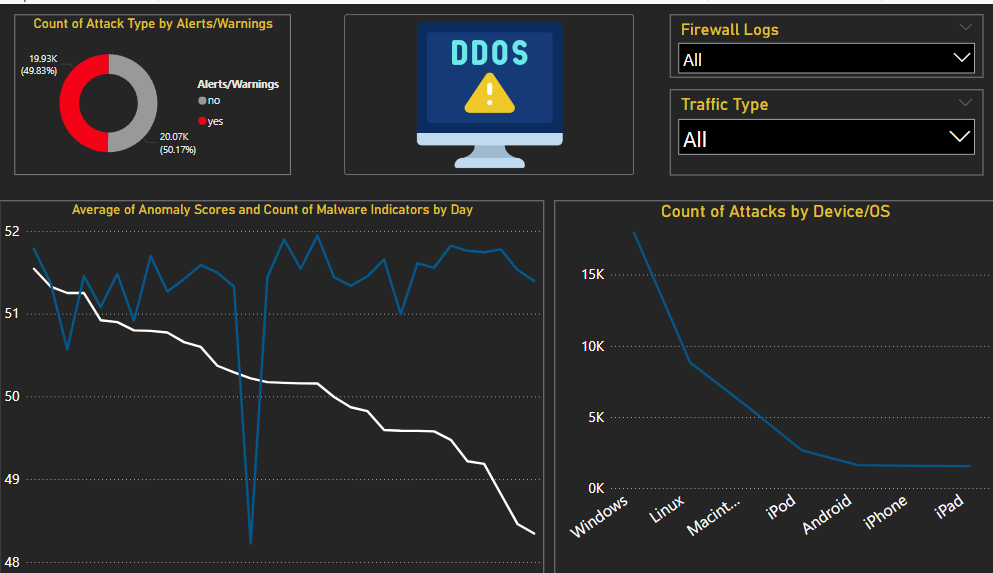 Count of Attack Type by Alerts/Warnings
19.93K
(49.83%)
20.07K
(50.17%)
Alerts/Warnings
no
yes
DDOS
Firewall Logs
All
Traffic Type
All
Average of Anomaly Scores and Count of Malware Indicators by Day
52
51
50
49
48
Count of Attacks by Device/OS
15K
10K
5K
0K
Windows
Linux
Macint...
iPod
Android
iPhone
iPad